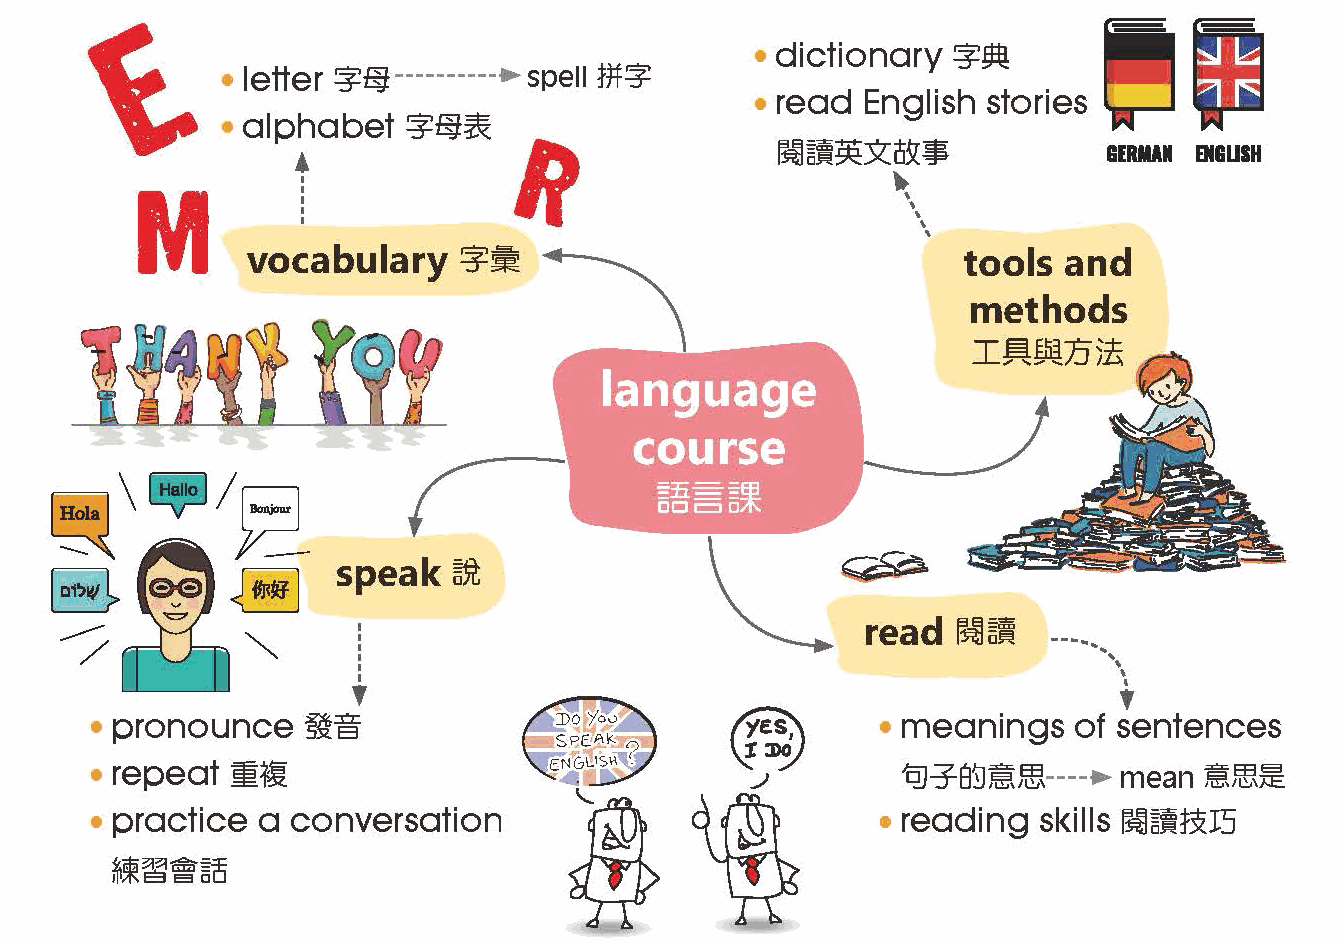 E
M
R
letter 字母
spell 拼字
alphabet 字母表
vocabulary 字彙
dictionary 字典
read English stories
閱讀英文故事
GERMAN
ENGLISH
tools and
methods
工具與方法
THANK YOU
language
course
語言課
Hola
Hallo
Bonjour
שלום
你好
speak 說
pronounce 發音
repeat 重複
practice a conversation
練習會話
DO YOU
SPEAK
ENGLISH?
YES,
I DO
read 閱讀
meanings of sentences
句子的意思
mean 意思是
reading skills 閱讀技巧